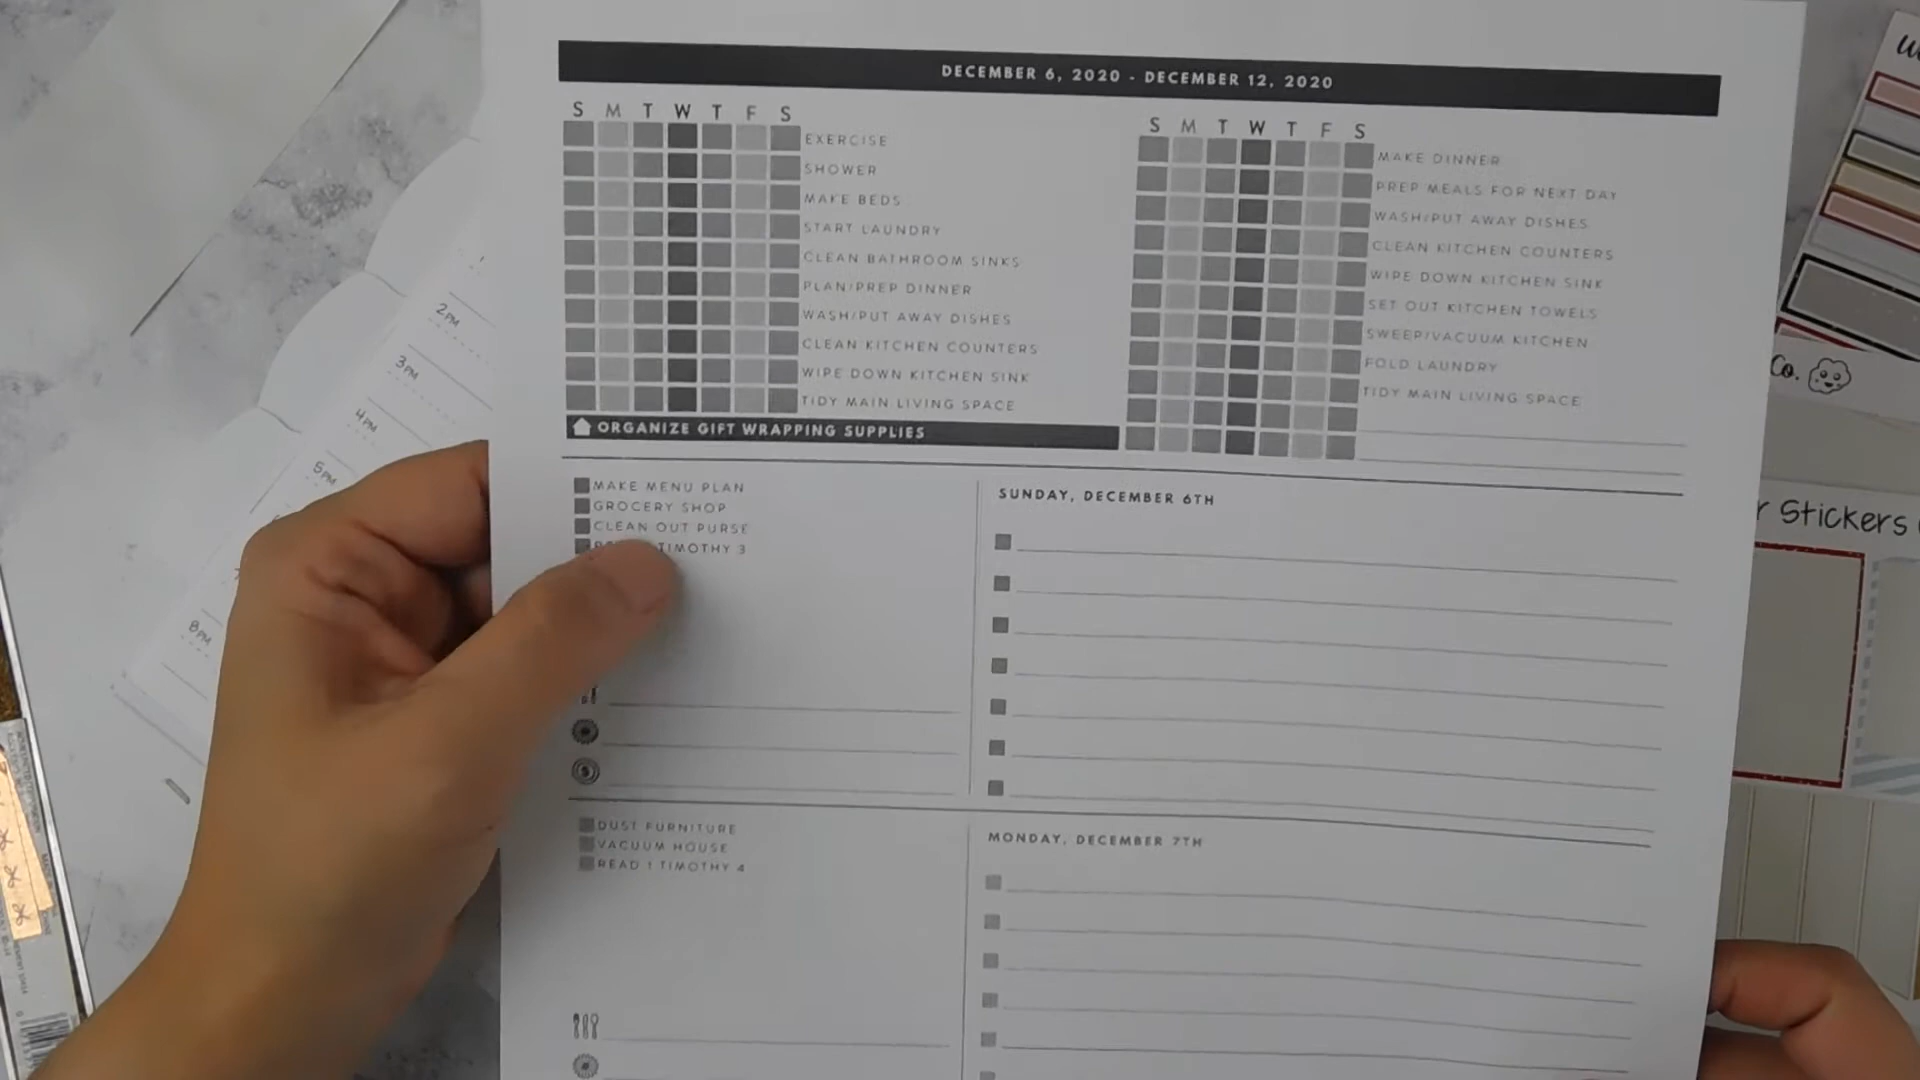 DECEMBER 6, 2020 - DECEMBER 12, 2020
S M T W T F S
EXERCISE
SHOWER
MAKE BEDS
START LAUNDRY
CLEAN BATHROOM SINKS
PLAN/PREP DINNER
WASH/PUT AWAY DISHES
CLEAN KITCHEN COUNTERS
WIPE DOWN KITCHEN SINK
TIDY MAIN LIVING SPACE
ORGANIZE GIFT WRAPPING SUPPLIES
S M T W T F S
MAKE DINNER
PREP MEALS FOR NEXT DAY
WASH/PUT AWAY DISHES
CLEAN KITCHEN COUNTERS
WIPE DOWN KITCHEN SINK
SET OUT KITCHEN TOWELS
SWEEP/VACUUM KITCHEN
FOLD LAUNDRY
TIDY MAIN LIVING SPACE
MAKE MENU PLAN
GROCERY SHOP
CLEAN OUT PURSE
TIMOTHY 3
SUNDAY, DECEMBER 6TH
DUST FURNITURE
VACUUM HOUSE
READ 1 TIMOTHY 4
MONDAY, DECEMBER 7TH
2PM
3PM
4PM
5PM
8PM
Co.
Stickers